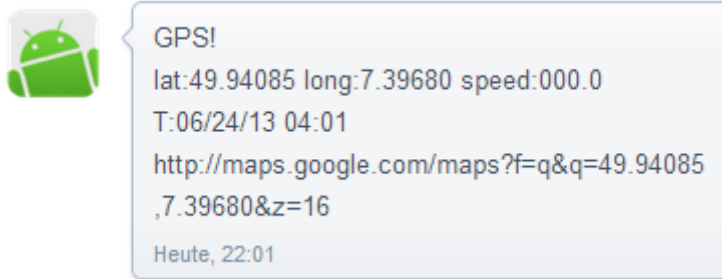 GPS!
lat:49.94085 long:7.39680 speed:000.0
T:06/24/13 04:01
http://maps.google.com/maps?f=q&q=49.94085
,7.39680&z=16
Heute, 22:01